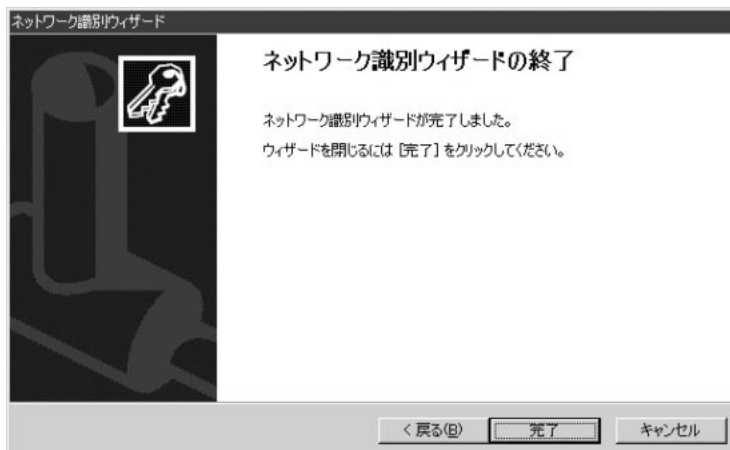 ネットワーク識別ウィザード
ネットワーク識別ウィザードの終了
ネットワーク識別ウィザードが完了しました。
ウィザードを閉じるには [完了] をクリックしてください。
< 戻る(B) 完了 キャンセル